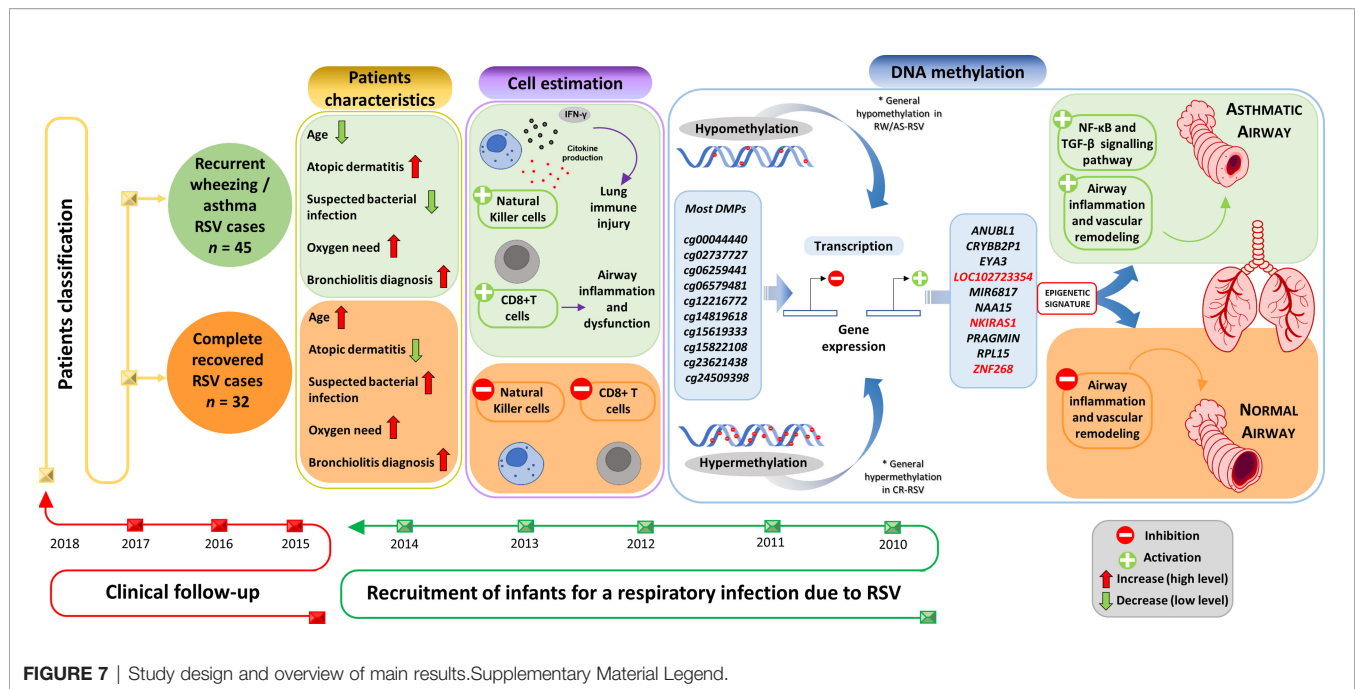 Patients classification
Recurrent
wheezing /
asthma
RSV cases
n = 45
Complete
recovered
RSV cases
n = 32
Patients
characteristics
Age
Atopic dermatitis
Suspected bacterial
infection
Oxygen need
Bronchiolitis diagnosis
Age
Atopic dermatitis
Suspected bacterial
infection
Oxygen need
Bronchiolitis diagnosis
Cell estimation
IFN-γ
Citokine
production
Natural
Killer cells
Lung
immune
injury
CD8+T
cells
Airway
inflammation
and
dysfunction
Natural
Killer cells
CD8+ T
cells
DNA methylation
Hypomethylation
* General
hypomethylation in
RW/AS-RSV
Most DMPs
cg00044440
cg02737727
cg06259441
cg06579481
cg12216772
cg14819618
cg15619333
cg15822108
cg23621438
cg24509398
Transcription
Gene
expression
Hypermethylation
* General
hypermethylation
in CR-RSV
ANUBL1
CRYBB2P1
EYA3
LOC102723354
MIR6817
NAA15
NKIRAS1
PRAGMIN
RPL15
ZNF268
EPIGENETIC
SIGNATURE
NF-κB and
TGF-β signalling
pathway
Airway
inflammation
and vascular
remodeling
ASTHMATIC
AIRWAY
Airway
inflammation
and vascular
remodeling
NORMAL
AIRWAY
2018
2017
2016
2015
2014
2013
2012
2011
2010
Clinical follow-up
Recruitment of infants for a respiratory infection due to RSV
Inhibition
Activation
Increase (high level)
Decrease (low level)
FIGURE 7 | Study design and overview of main results.Supplementary Material Legend.